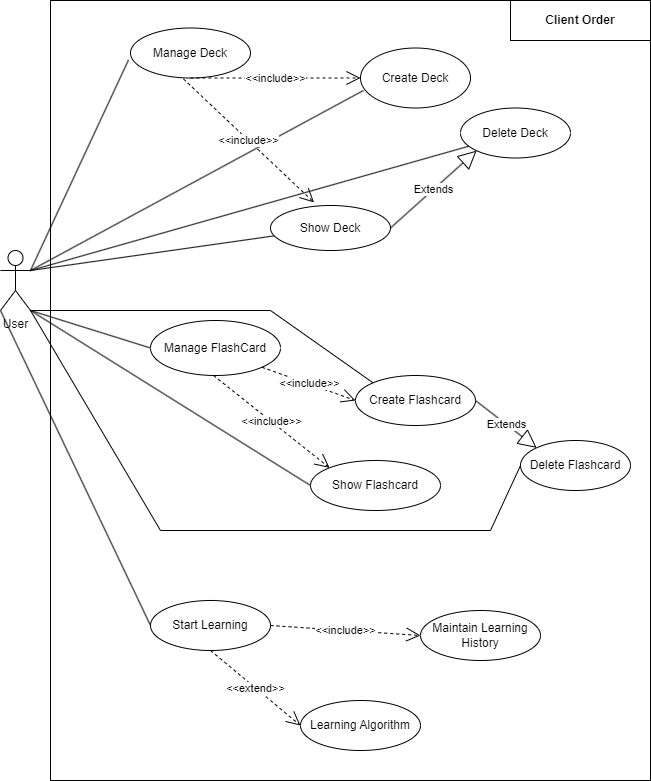 Client Order
Manage Deck
<<include>>
Create Deck
<<include>>
Delete Deck
Extends
Show Deck
User
Manage FlashCard
<<include>>
Create Flashcard
<<include>>
Extends
Delete Flashcard
Show Flashcard
Start Learning
<<include>>
Maintain Learning
History
<<extend>>
Learning Algorithm